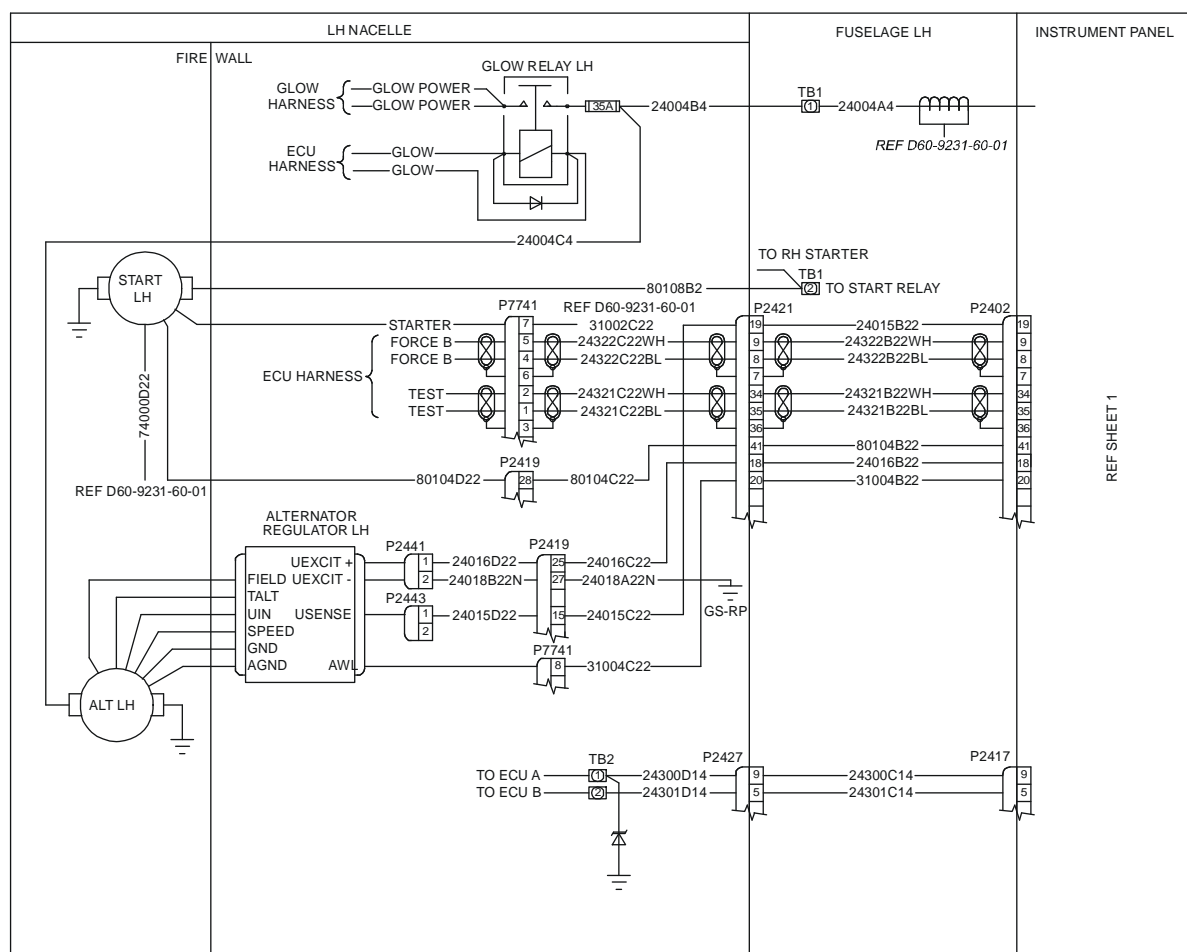 LH NACELLE
FUSELAGE LH
INSTRUMENT PANEL
FIRE WALL
GLOW RELAY LH
GLOW HARNESS
GLOW POWER
GLOW POWER
35A
24004B4
TB1
1
24004A4
REF D60-9231-60-01
ECU HARNESS
GLOW
GLOW
24004C4
START LH
TO RH STARTER
TB1
80108B2
2
TO START RELAY
P7741
REF D60-9231-60-01
P2421
P2402
STARTER
7
31002C22
19
24015B22
19
FORCE B
5
24322C22WH
9
24322B22WH
9
FORCE B
4
24322C22BL
8
24322B22BL
8
ECU HARNESS
6
7
7
TEST
2
24321C22WH
34
24321B22WH
34
TEST
1
24321C22BL
35
24321B22BL
35
3
36
36
41
80104B22
41
18
24016B22
18
20
31004B22
20
74000D22
REF D60-9231-60-01
P2419
80104D22
28
80104C22
REF SHEET 1
ALTERNATOR
REGULATOR LH
P2441
P2419
UEXCIT +
1
24016D22
25
24016C22
FIELD
UEXCIT -
2
24018B22N
27
24018A22N
GS-RP
TALT
P2443
UIN
USENSE
1
24015D22
15
24015C22
SPEED
2
GND
P7741
AGND
AWL
8
31004C22
ALT LH
TB2
P2427
P2417
TO ECU A
1
24300D14
9
24300C14
9
TO ECU B
2
24301D14
5
24301C14
5